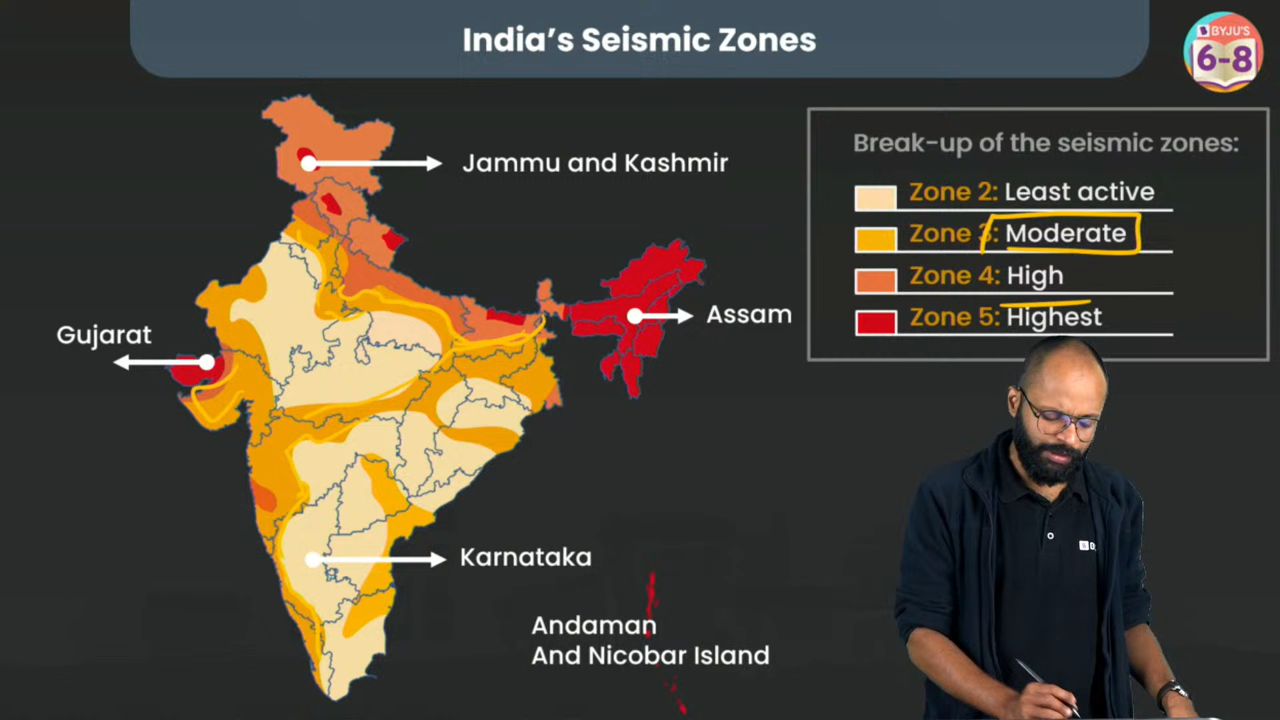 India's Seismic Zones
BYJU'S
6-8
Break-up of the seismic zones:
Zone 2: Least active
Zone 3: Moderate
Zone 4: High
Zone 5: Highest
Jammu and Kashmir
Assam
Gujarat
Karnataka
Andaman
And Nicobar Island